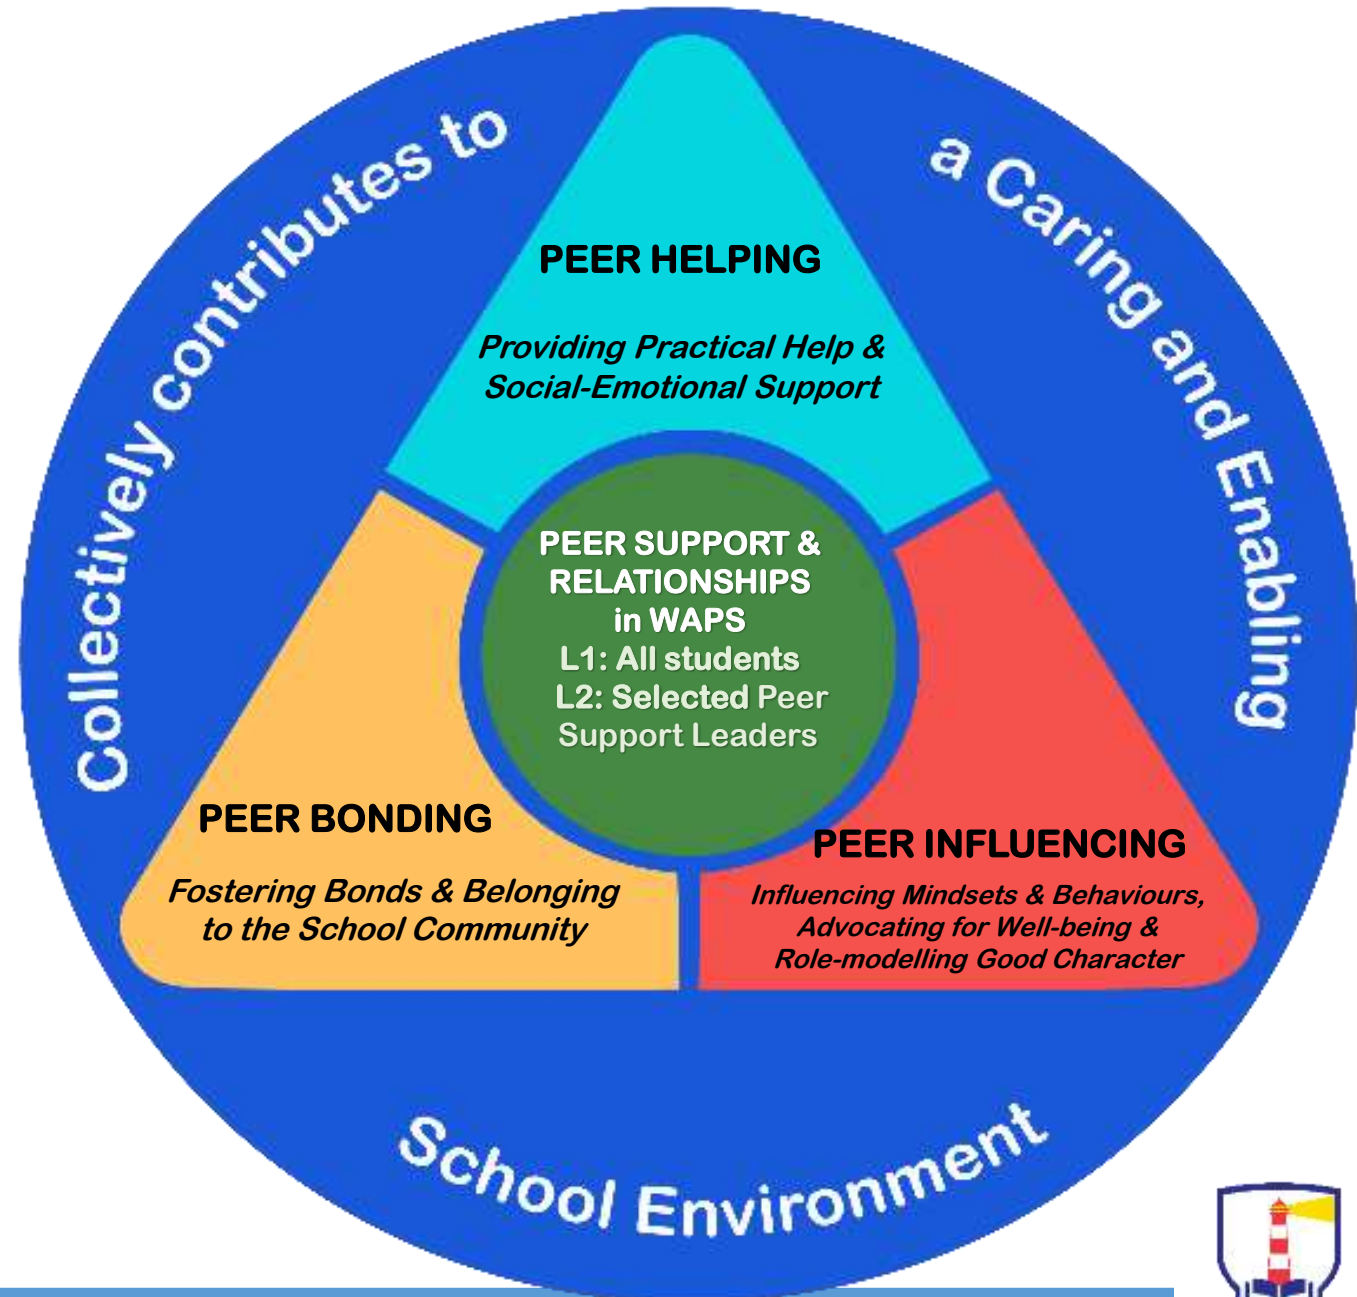 Collectively contributes to
a Caring and Enabling
School Environment
PEER HELPING
Providing Practical Help &
Social-Emotional Support
PEER SUPPORT &
RELATIONSHIPS
in WAPS
L1: All students
L2: Selected Peer
Support Leaders
PEER BONDING
Fostering Bonds & Belonging
to the School Community
PEER INFLUENCING
Influencing Mindsets & Behaviours,
Advocating for Well-being &
Role-modelling Good Character